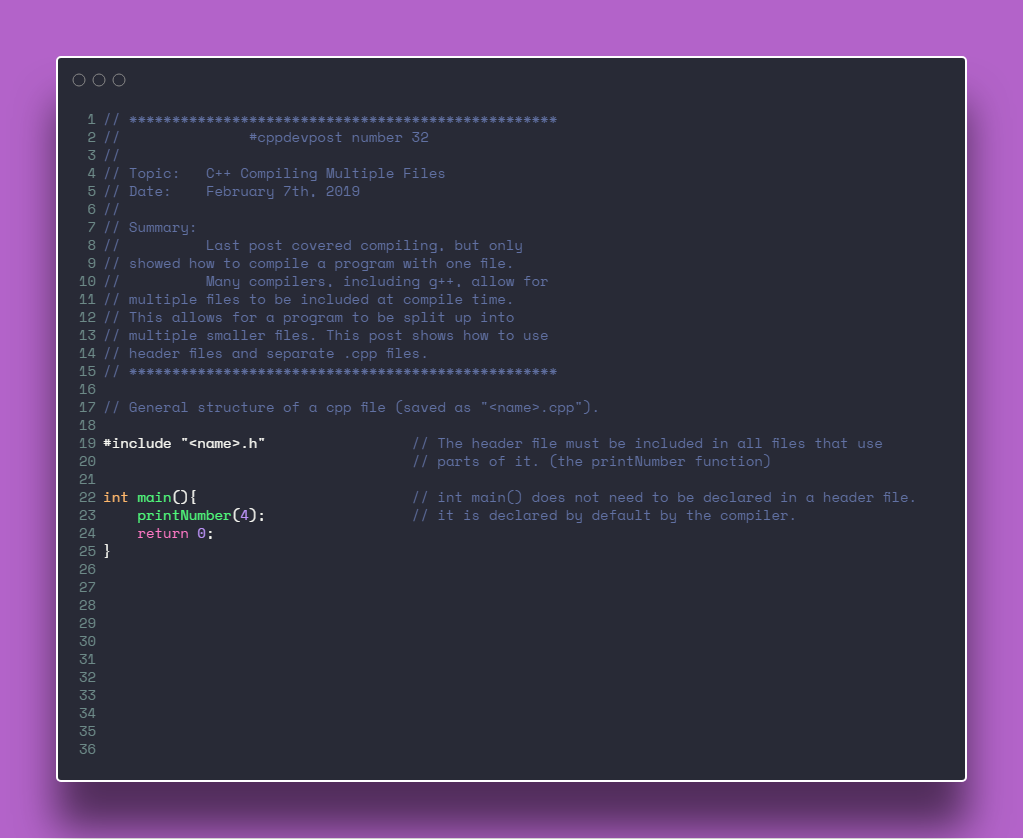 1 // **************************************************
2 //               #cppdevpost number 32
3 //
4 // Topic:   C++ Compiling Multiple Files
5 // Date:    February 7th, 2019
6 //
7 // Summary:
8 //          Last post covered compiling, but only
9 // showed how to compile a program with one file.
10 //          Many compilers, including g++, allow for
11 // multiple files to be included at compile time.
12 // This allows for a program to be split up into
13 // multiple smaller files. This post shows how to use
14 // header files and separate .cpp files.
15 // **************************************************
16
17 // General structure of a cpp file (saved as "<name>.cpp").
18
19 #include "<name>.h"                 // The header file must be included in all files that use
20                                     // parts of it. (the printNumber function)
21
22 int main(){                         // int main() does not need to be declared in a header file.
23     printNumber(4);                 // it is declared by default by the compiler.
24     return 0;
25 }
26
27
28
29
30
31
32
33
34
35
36